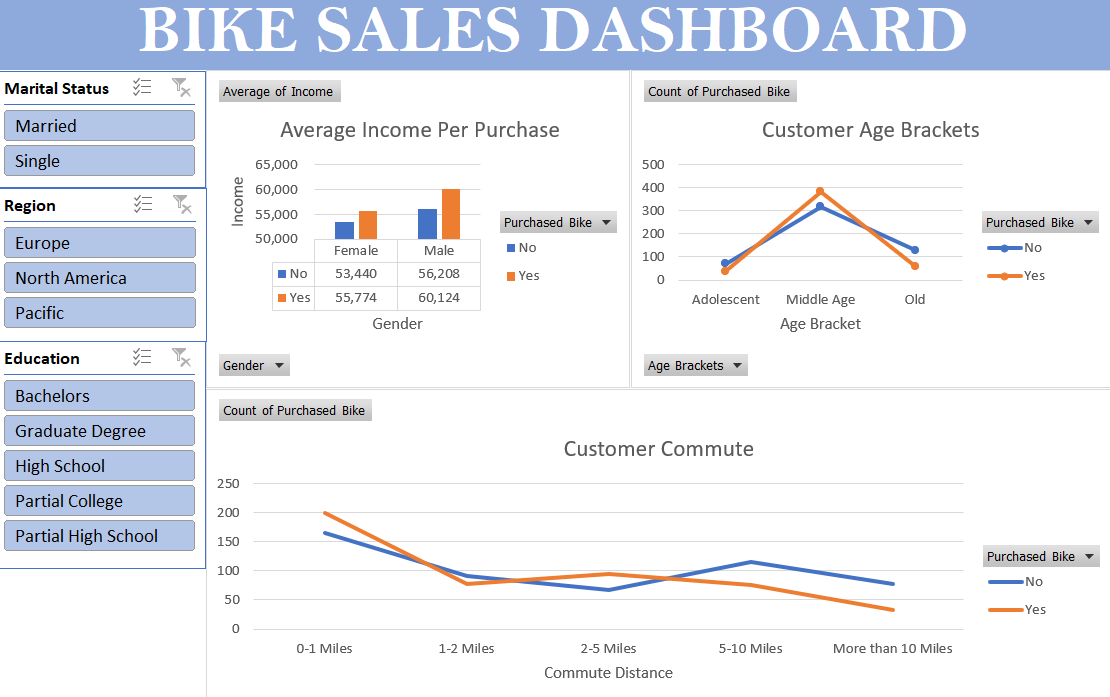 BIKE SALES DASHBOARD
Marital Status
Married
Single
Region
Europe
North America
Pacific
Education
Bachelors
Graduate Degree
High School
Partial College
Partial High School
Average of Income
Average Income Per Purchase
Income
65,000
60,000
55,000
50,000
Female Male
No 53,440 56,208
Yes 55,774 60,124
Gender
Purchased Bike
No
Yes
Gender
Count of Purchased Bike
Customer Age Brackets
500
400
300
200
100
0
Adolescent Middle Age Old
Age Bracket
Purchased Bike
No
Yes
Age Brackets
Count of Purchased Bike
Customer Commute
250
200
150
100
50
0
0-1 Miles 1-2 Miles 2-5 Miles 5-10 Miles More than 10 Miles
Commute Distance
Purchased Bike
No
Yes